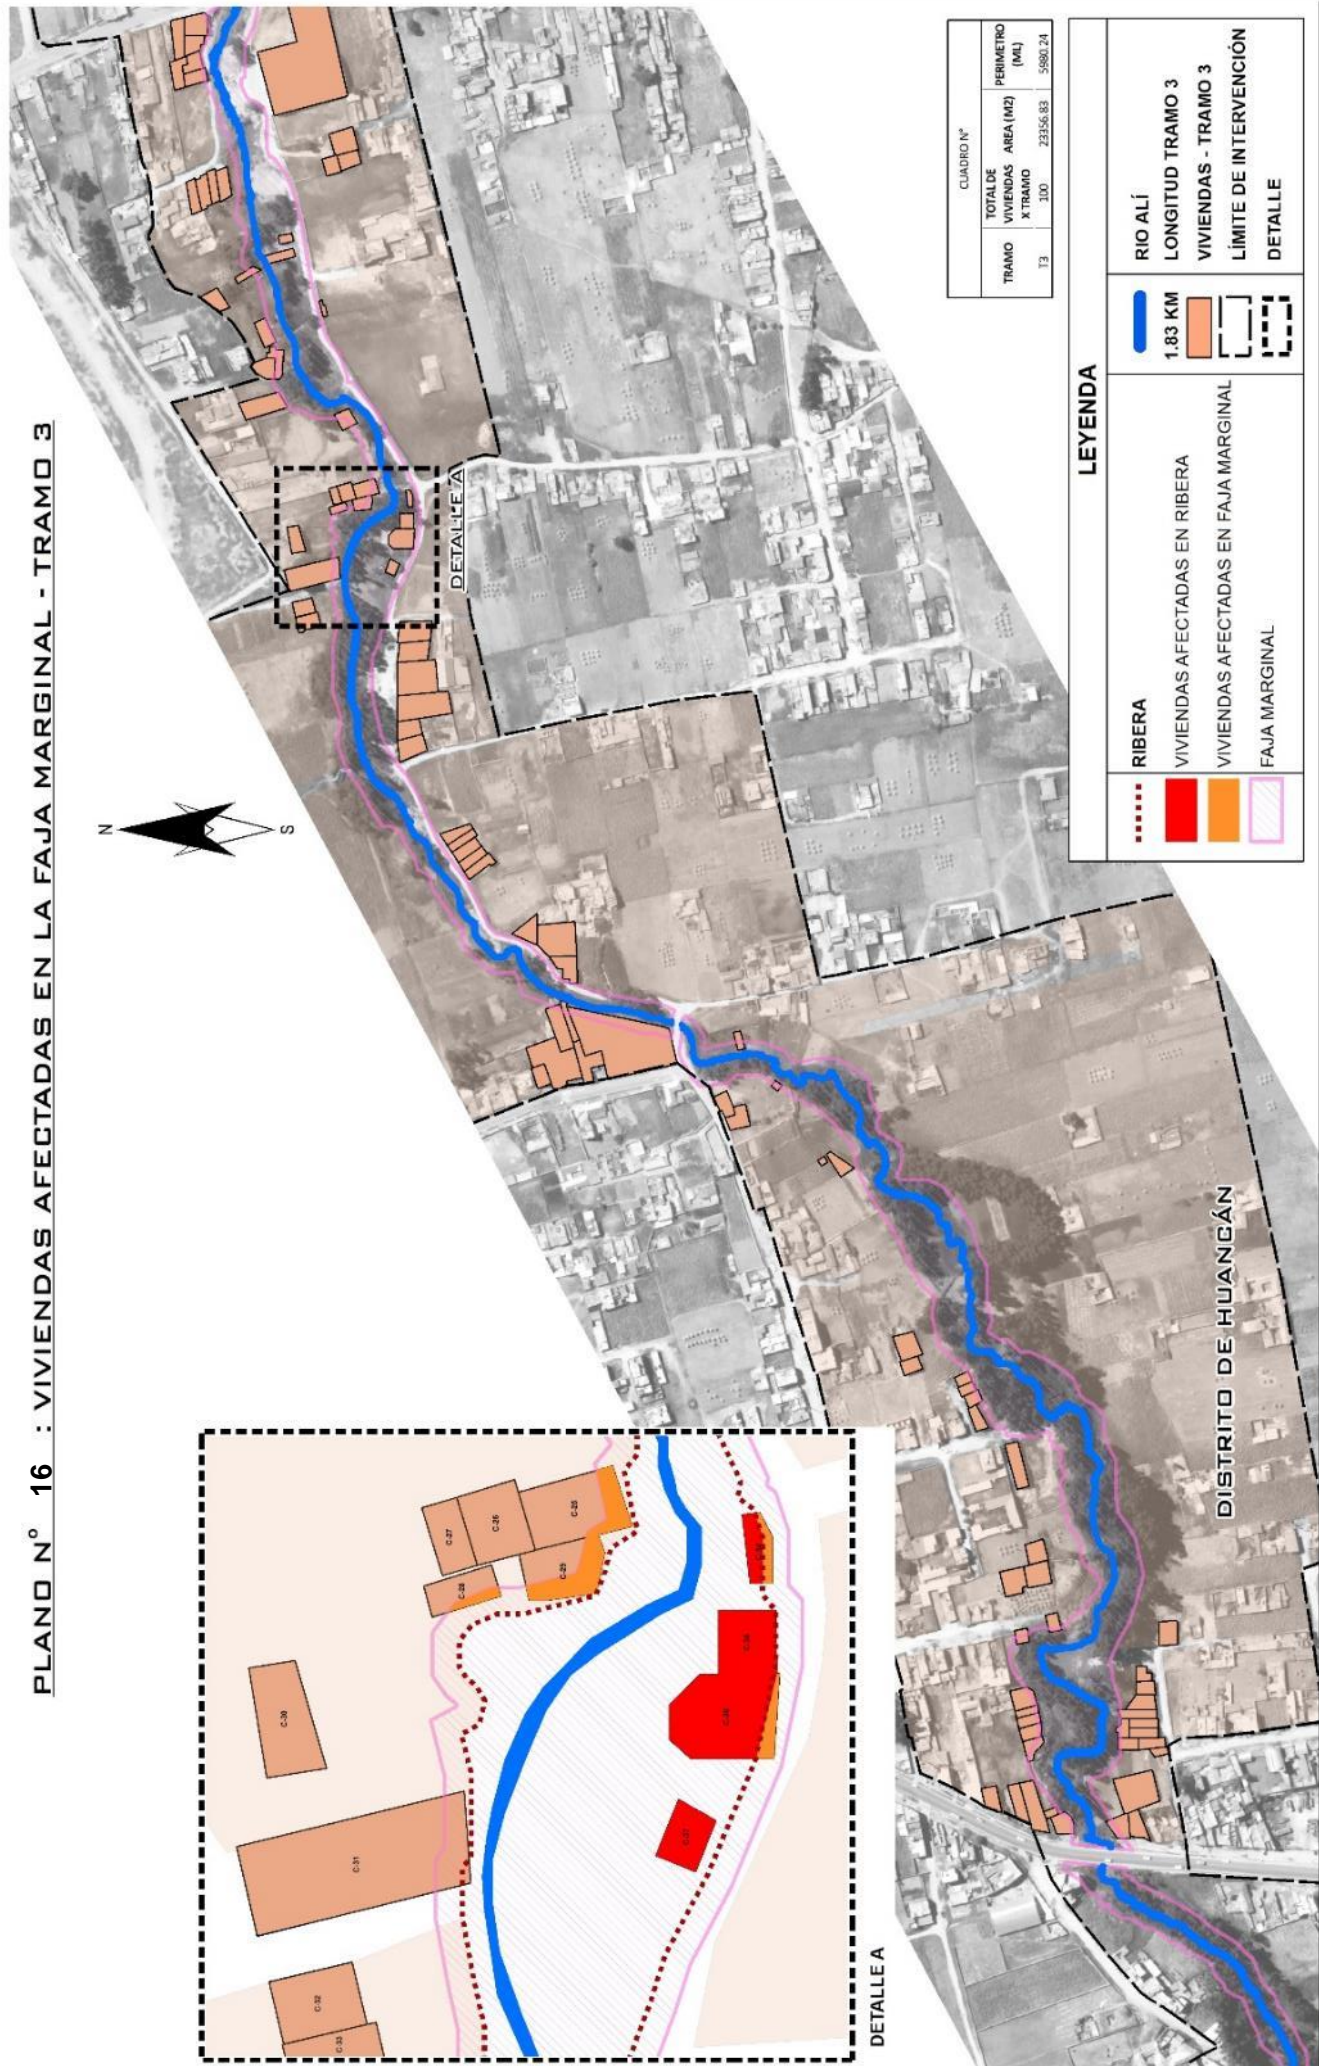 PLANO N° 16 : VIVIENDAS AFECTADAS EN LA FAJA MARGINAL - TRAMO 3
N
S
DETALLE A
DISTRITO DE HUANCÁN
C-27
C-26
C-25
C-28
C-29
C-30
C-31
C-32
C-33
C-37
DETALLE A
CUADRO N°
TRAMO
TOTAL DE
VIVIENDAS
X TRAMO
AREA (M2)
PERIMETRO
(ML)
T3 100 23356.83 5980.24
LEYENDA
RIBERA
VIVIENDAS AFECTADAS EN RIBERA
VIVIENDAS AFECTADAS EN FAJA MARGINAL
FAJA MARGINAL
RIO ALÍ
1.83 KM LONGITUD TRAMO 3
VIVIENDAS - TRAMO 3
LÍMITE DE INTERVENCIÓN
DETALLE